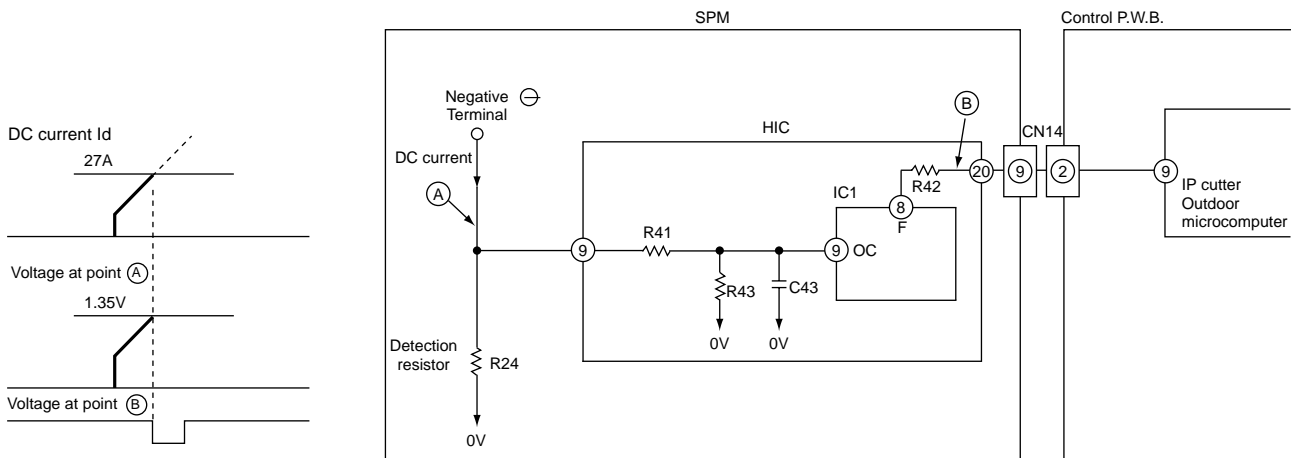 DC current Id
27A
Voltage at point A
1.35V
Voltage at point B
SPM
Negative ⊖
Terminal
DC current
A
HIC
B
9
R41
R43
0V
C43
0V
IC1
9
OC
8
F
R42
20
Detection
resistor
R24
0V
CN14
9
2
Control P.W.B.
9
IP cutter
Outdoor
microcomputer